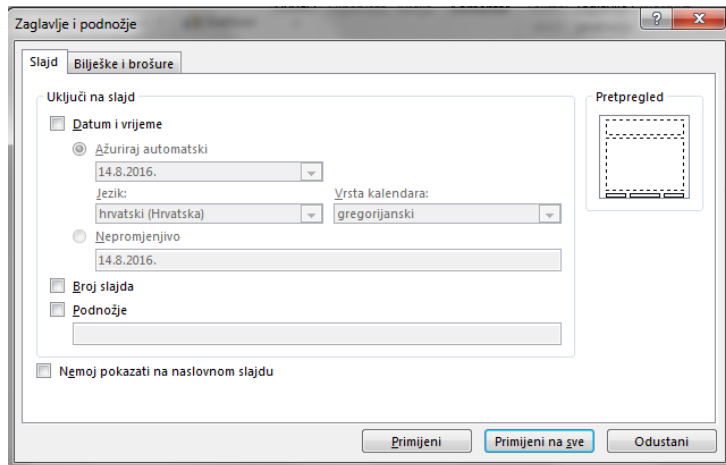 Zaglavlje i podnožje
Slajd Bilješke i brošure
Uključi na slajd
Pretpregled
Datum i vrijeme
Ažuriraj automatski
14.8.2016.
Jezik: Vrsta kalendara:
hrvatski (Hrvatska) gregorijanski
Nepromjenjivo
14.8.2016.
Broj slajda
Podnožje
Nemoj pokazati na naslovnom slajdu
Primijeni Primijeni na sve Odustani